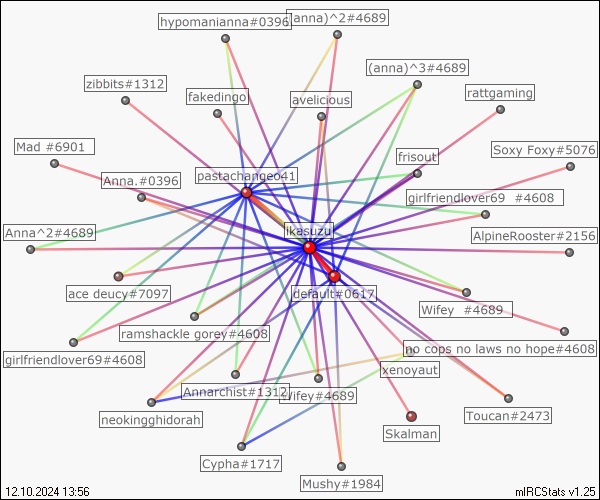 (anna)^2#4689
hypomanianna#0396
(anna)^3#4689
zibbits#1312
rattgaming
fakedingo
avelicious
Mad #6901
Soxy Foxy#5076
frisout
pastachangeo41
Anna.#0396
girlfriendlover69 #4608
ikasuzu
Anna^2#4689
AlpineRooster#2156
ace deucy#7097
default#0617
Wifey #4689
ramshackle gorey#4608
no cops no laws no hope#4608
girlfriendlover69#4608
xenoyaut
Annarchist#1312
Wifey#4689
Toucan#2473
neokingghidorah
Skalman
Cypha#1717
Mushy#1984
12.10.2024 13:56
mIRCStats v1.25